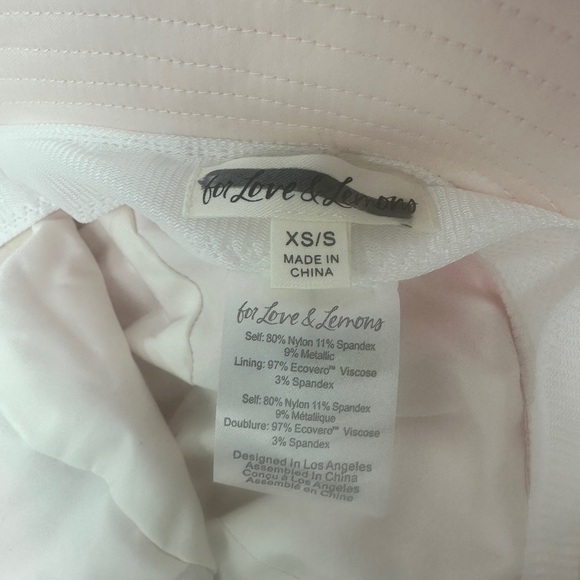 for Love & Lemons
XS/S
MADE IN
CHINA
for Love & Lemons
Self: 80% Nylon 11% Spandex
9% Metallic
Lining: 97% Ecovero™ Viscose
3% Spandex
Self: 80% Nylon 11% Spandex
9% Métallique
Doublure: 97% Ecovero™ Viscose
3% Spandex
Designed in Los Angeles
Assembled in China
Conçu à Los Angeles
Assemblé en Chine